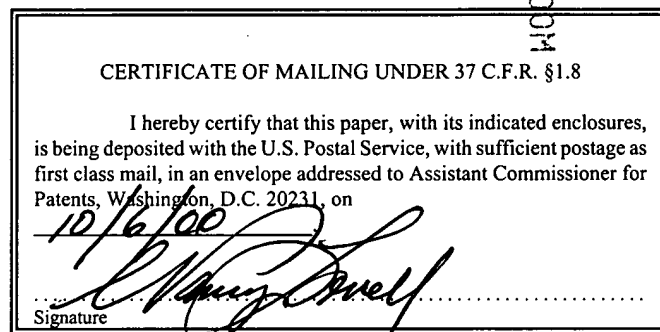 CERTIFICATE OF MAILING UNDER 37 C.F.R. §1.8
I hereby certify that this paper, with its indicated enclosures,
is being deposited with the U.S. Postal Service, with sufficient postage as
first class mail, in an envelope addressed to Assistant Commissioner for
Patents, Washington, D.C. 20231, on
10/6/00
Signature